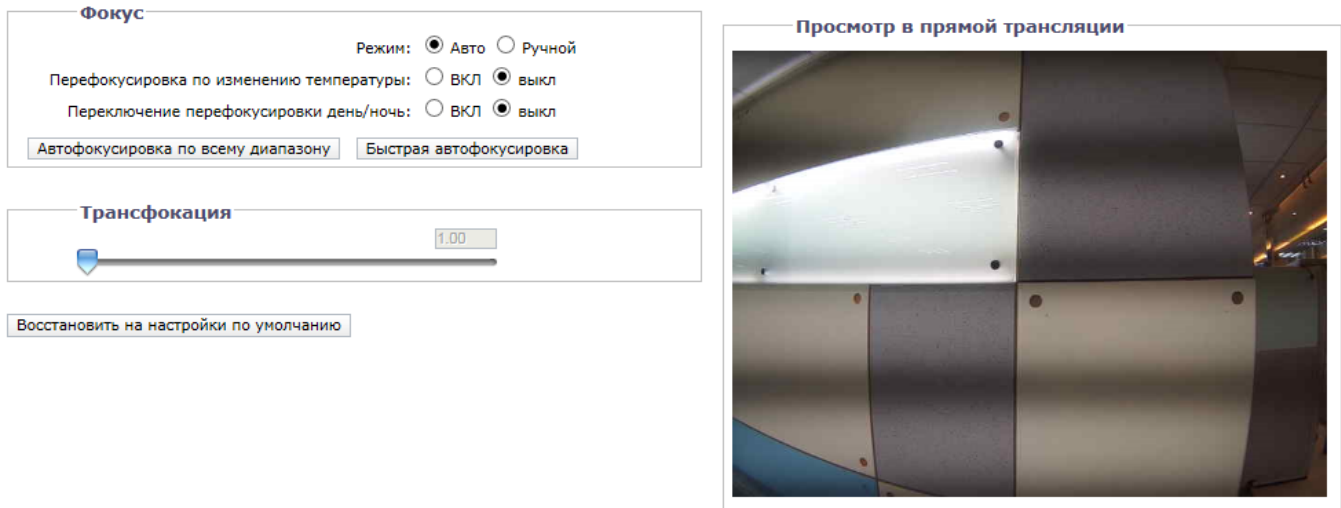 Фокус
Режим: Авто Ручной
Перефокусировка по изменению температуры: ВКЛ выкл
Переключение перефокусировки день/ночь: ВКЛ выкл
Автофокусировка по всему диапазону Быстрая автофокусировка
Трансфокация
1.00
Восстановить на настройки по умолчанию
Просмотр в прямой трансляции